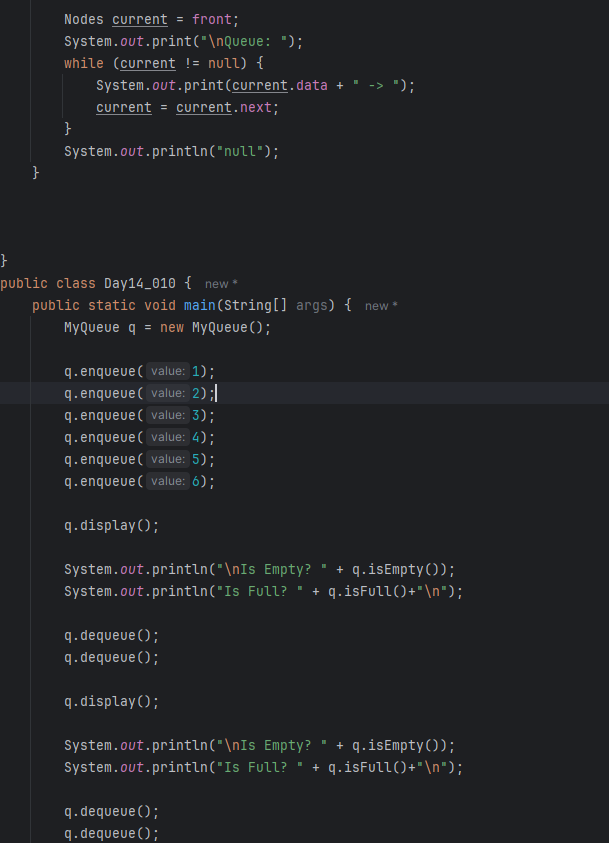 Nodes current = front;
System.out.print("\nQueue: ");
while (current != null) {
System.out.print(current.data + " -> ");
current = current.next;
}
System.out.println("null");
}
}
public class Day14_010 { new *
public static void main(String[] args) { new *
MyQueue q = new MyQueue();
q.enqueue( value: 1);
q.enqueue( value: 2);
q.enqueue( value: 3);
q.enqueue( value: 4);
q.enqueue( value: 5);
q.enqueue( value: 6);
q.display();
System.out.println("\nIs Empty? " + q.isEmpty());
System.out.println("Is Full? " + q.isFull()+"\n");
q.dequeue();
q.dequeue();
q.display();
System.out.println("\nIs Empty? " + q.isEmpty());
System.out.println("Is Full? " + q.isFull()+"\n");
q.dequeue();
q.dequeue();